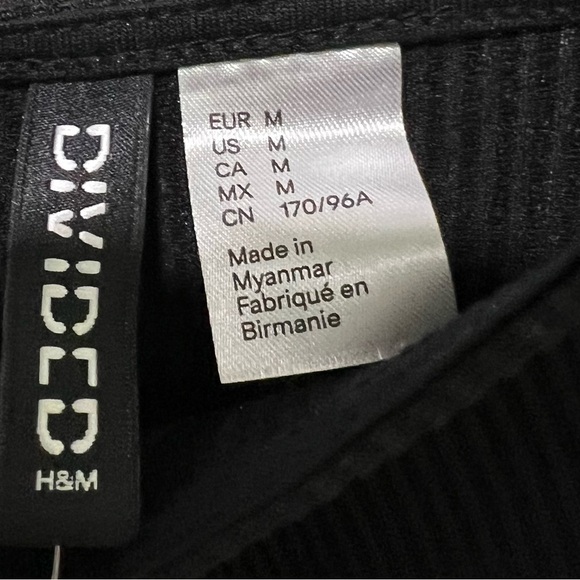 DIVIDED
H&M
EUR M
US M
CA M
MX M
CN 170/96A
Made in
Myanmar
Fabriqué en
Birmanie